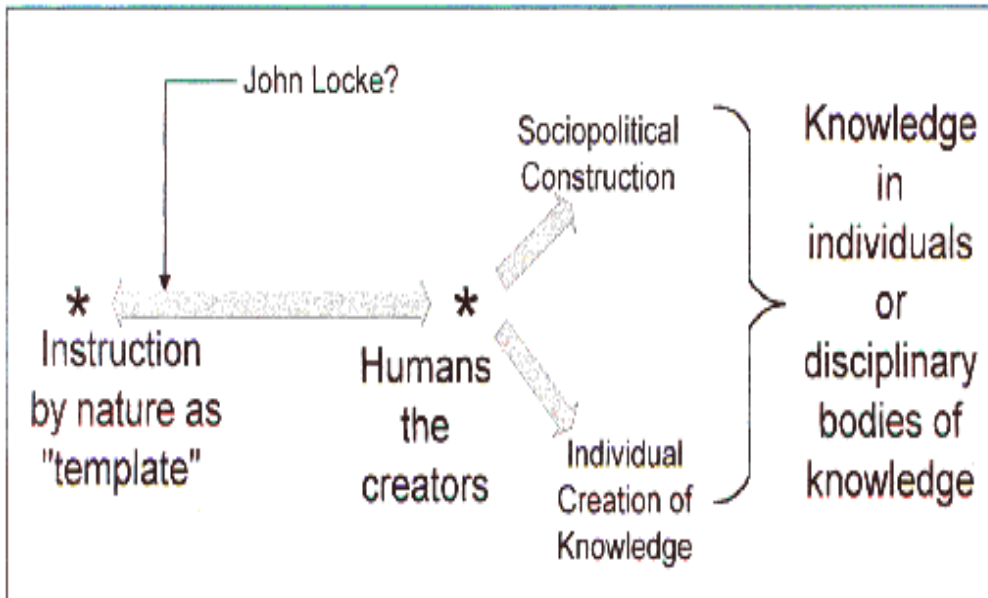 John Locke?
Sociopolitical
Construction
Knowledge
in
individuals
or
disciplinary
bodies of
knowledge
*
Instruction
by nature as
"template"
*
Humans
the
creators
Individual
Creation of
Knowledge